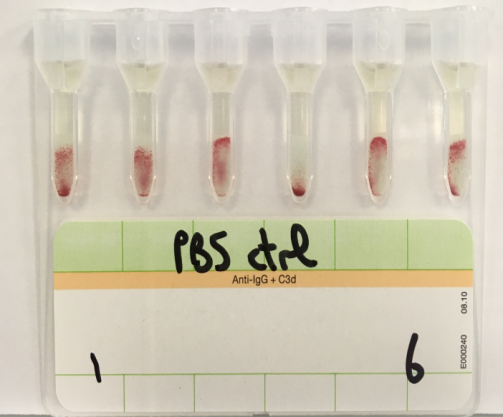 PBS ctrl
Anti-IgG + C3d
08.10
E000240
1
6